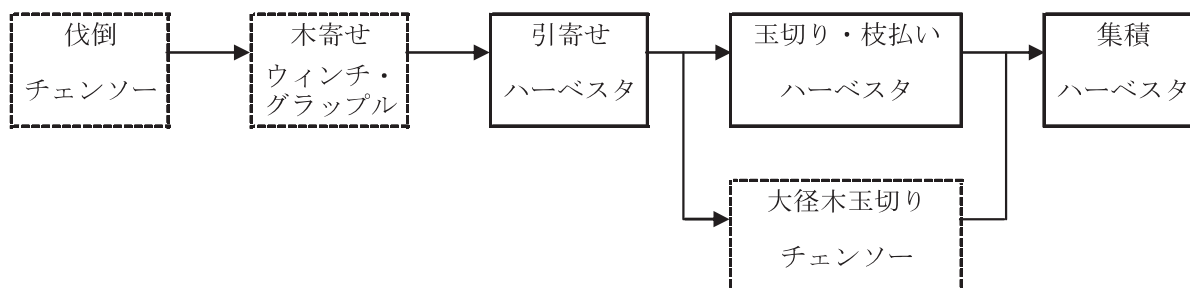 伐倒
チェンソー
木寄せ
ウィンチ・
グラップル
引寄せ
ハーベスタ
玉切り・枝払い
ハーベスタ
集積
ハーベスタ
大径木玉切り
チェンソー